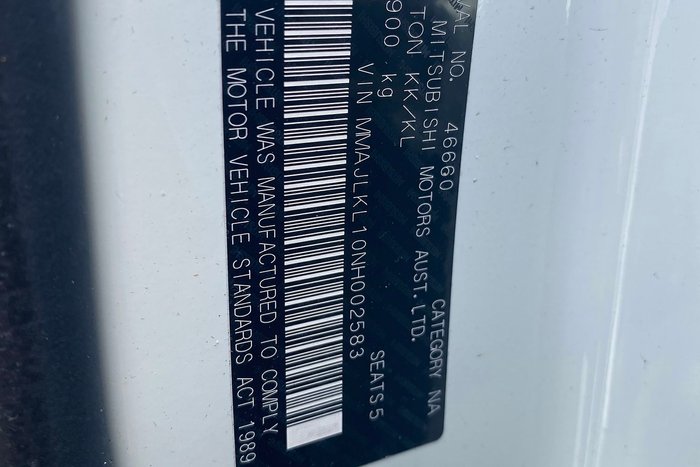 VAL NO. 46660 CATEGORY NA
MITSUBISHI MOTORS AUST.LTD.
TON KK/KL
900 kg SEATS 5
VIN MMAJLKL10NH002583
VEHICLE WAS MANUFACTURED TO COMPLY
THE MOTOR VEHICLE STANDARDS ACT 1989